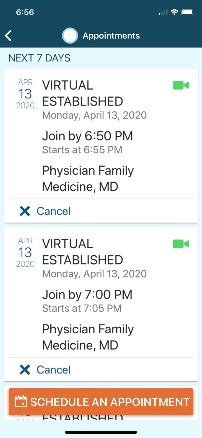 6:56
Appointments
NEXT 7 DAYS
APR
13
2020
VIRTUAL
ESTABLISHED
Monday, April 13, 2020
Join by 6:50 PM
Starts at 6:55 PM
Physician Family
Medicine, MD
Cancel
APR
13
2020
VIRTUAL
ESTABLISHED
Monday, April 13, 2020
Join by 7:00 PM
Starts at 7:05 PM
Physician Family
Medicine, MD
Cancel
SCHEDULE AN APPOINTMENT
ESTABLISHED